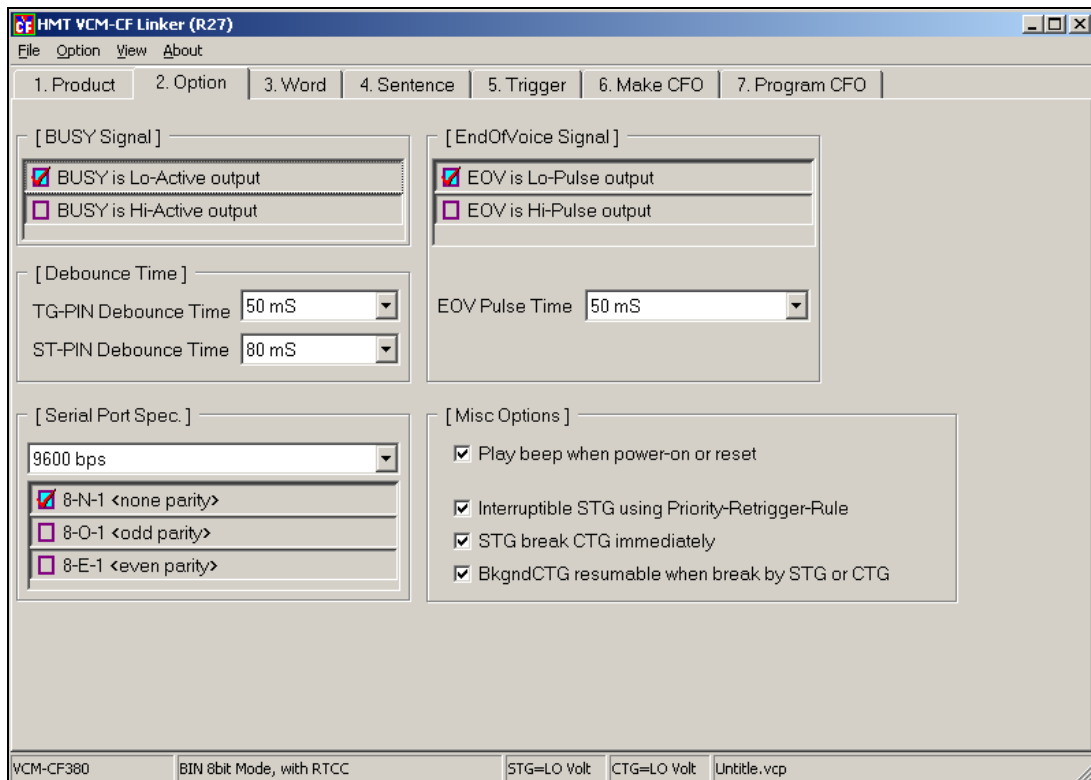 CF HMT VCM-CF Linker (R27)
File Option View About
1. Product 2. Option 3. Word 4. Sentence 5. Trigger 6. Make CFO 7. Program CFO
[ BUSY Signal ]
BUSY is Lo-Active output
BUSY is Hi-Active output
[ EndOfVoice Signal ]
EOV is Lo-Pulse output
EOV is Hi-Pulse output
EOV Pulse Time 50 mS
[ Debounce Time ]
TG-PIN Debounce Time 50 mS
ST-PIN Debounce Time 80 mS
[ Serial Port Spec. ]
9600 bps
8-N-1 <none parity>
8-O-1 <odd parity>
8-E-1 <even parity>
[ Misc Options ]
Play beep when power-on or reset
Interruptible STG using Priority-Retrigger-Rule
STG break CTG immediately
BkgndCTG resumable when break by STG or CTG
VCM-CF380 BIN 8bit Mode, with RTCC STG=LO Volt CTG=LO Volt Untitle.vcp